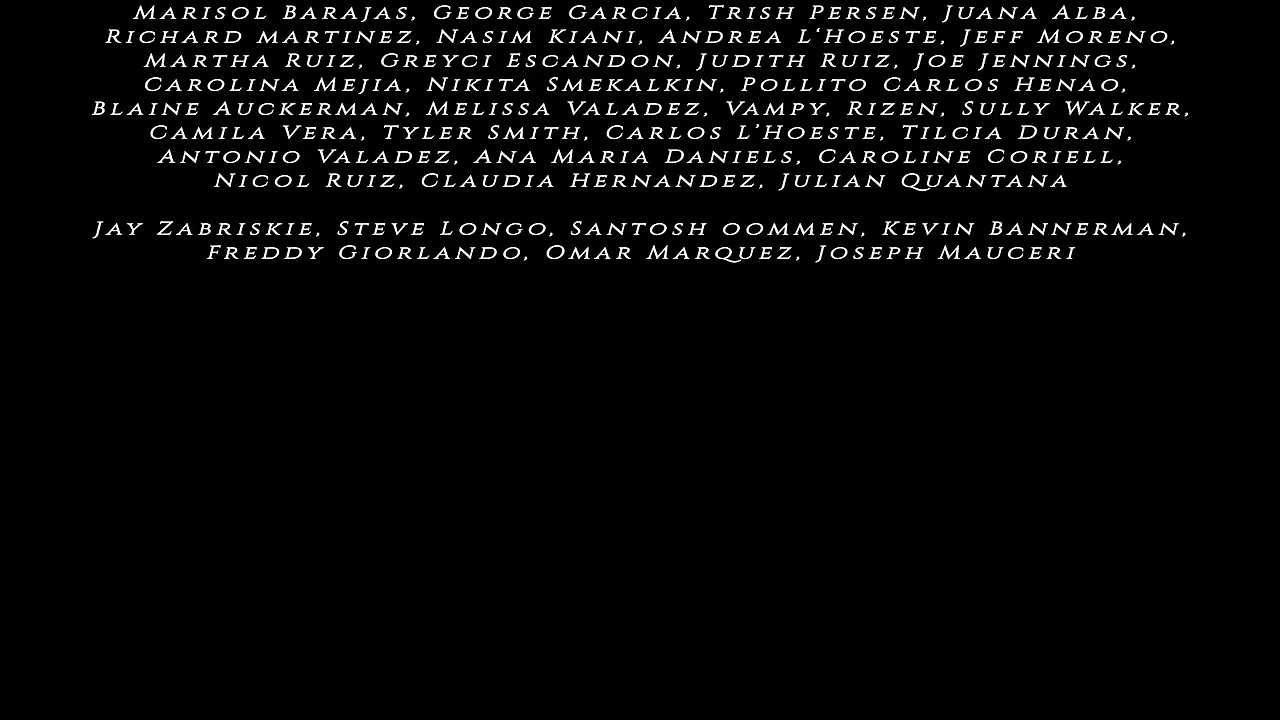 Marisol Barajas, George Garcia, Trish Persen, Juana Alba,
Richard martinez, Nasim Kiani, Andrea L‘Hoeste, Jeff Moreno,
Martha Ruiz, Greyci Escandon, Judith Ruiz, Joe Jennings,
Carolina Mejia, Nikita Smekalkin, Pollito Carlos Henao,
Blaine Auckerman, Melissa Valadez, Vampy, Rizen, Sully Walker,
Camila Vera, Tyler Smith, Carlos L’Hoeste, Tilcia Duran,
Antonio Valadez, Ana Maria Daniels, Caroline Coriell,
Nicol Ruiz, Claudia Hernandez, Julian Quantana
Jay Zabriskie, Steve Longo, Santosh oommen, Kevin Bannerman,
Freddy Giorlando, Omar Marquez, Joseph Mauceri